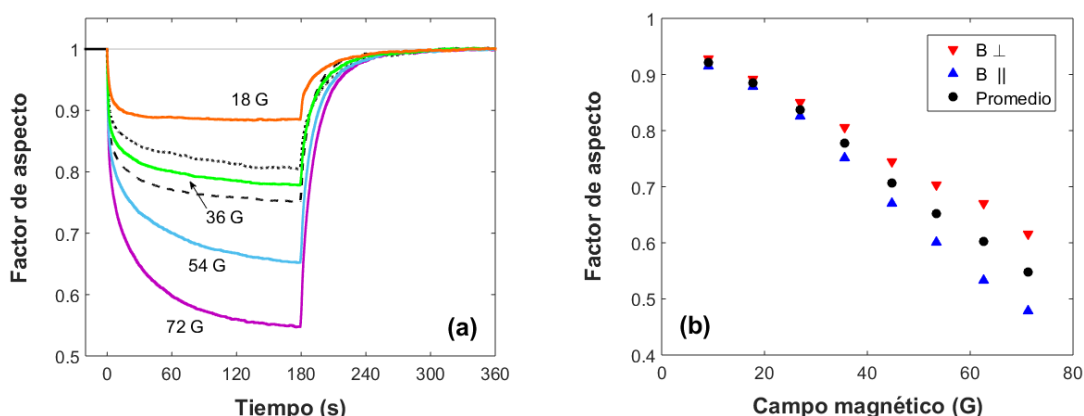 Factor de aspecto
1
0.9
0.8
0.7
0.6
0.5
18 G
36 G
54 G
72 G
(a)
0 60 120 180 240 300 360
Tiempo (s)
Factor de aspecto
1
0.9
0.8
0.7
0.6
0.5
0.4
B ⊥
B ||
Promedio
(b)
0 20 40 60 80
Campo magnético (G)